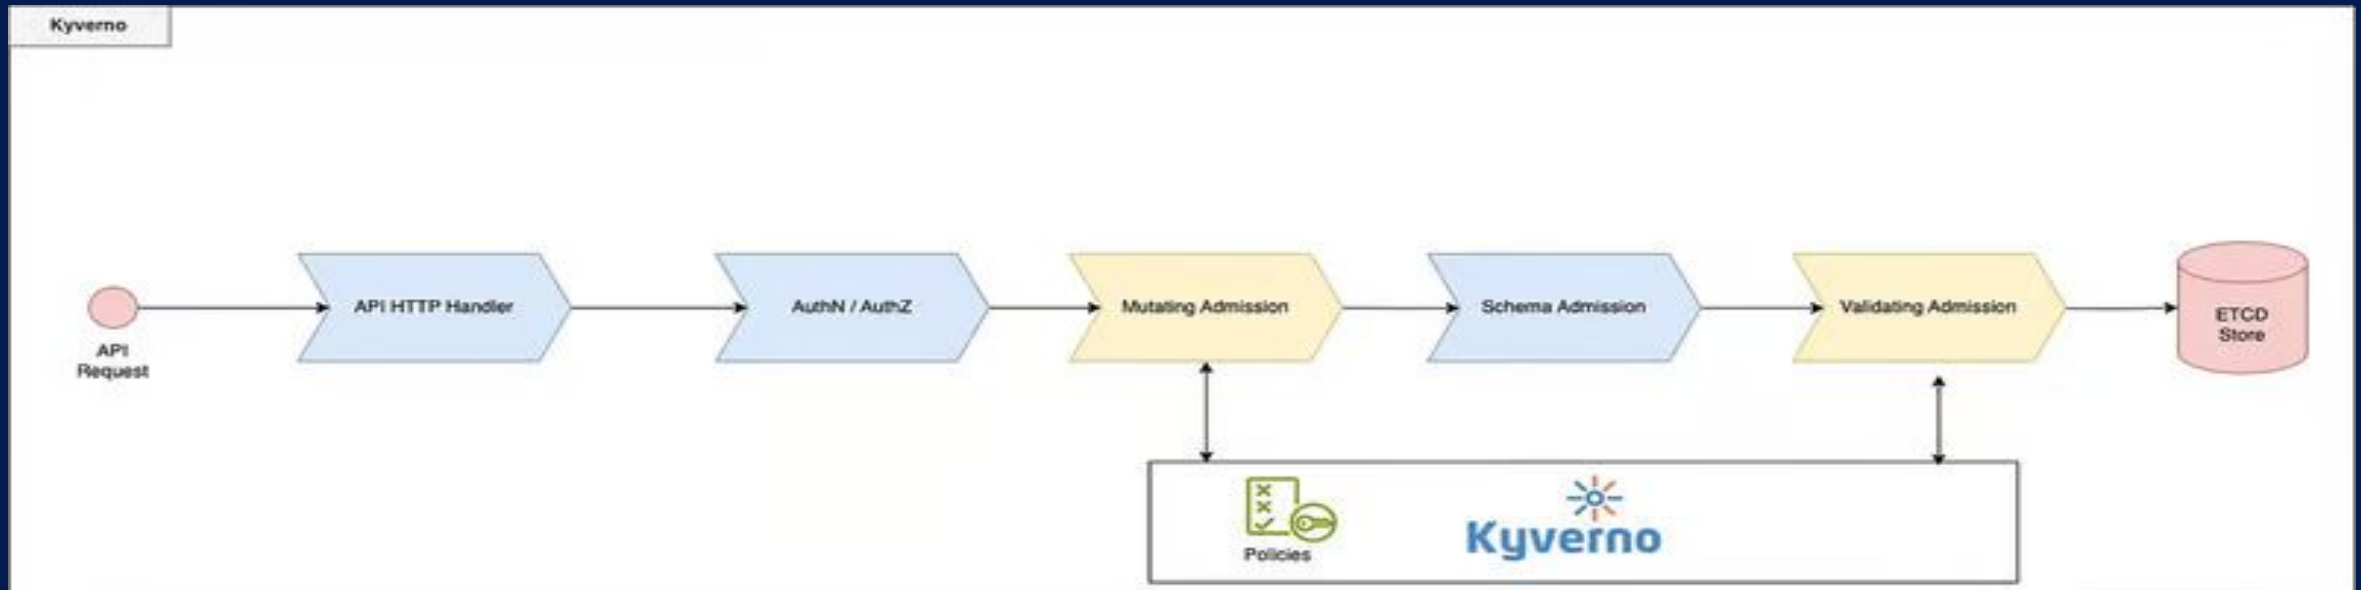 Kyverno
API
Request
API HTTP Handler
AuthN / AuthZ
Mutating Admission
Schema Admission
Validating Admission
ETCD
Store
Policies
Kyverno